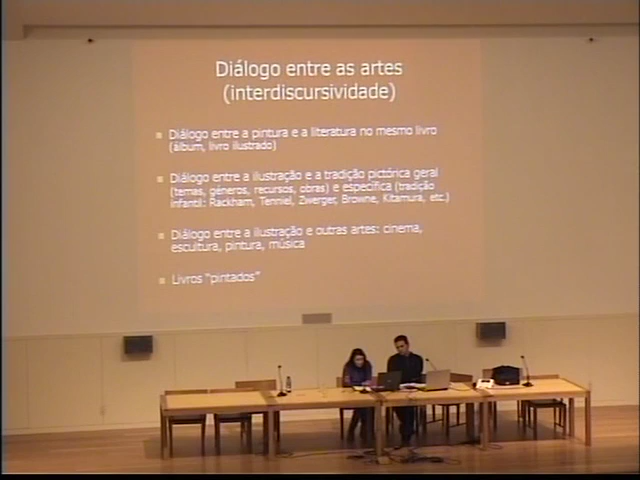 Diálogo entre as artes
(interdiscursividade)
Diálogo entre a pintura e a literatura no mesmo livro
(álbum, livro ilustrado)
Diálogo entre a ilustração e a tradição pictórica geral
(temas, géneros, recursos, obras) e específica (tradição
infantil: Rackham, Tenniel, Zwerger, Browne, Kitamura, etc.)
Diálogo entre a ilustração e outras artes: cinema,
escultura, pintura, música
Livros "pintados"